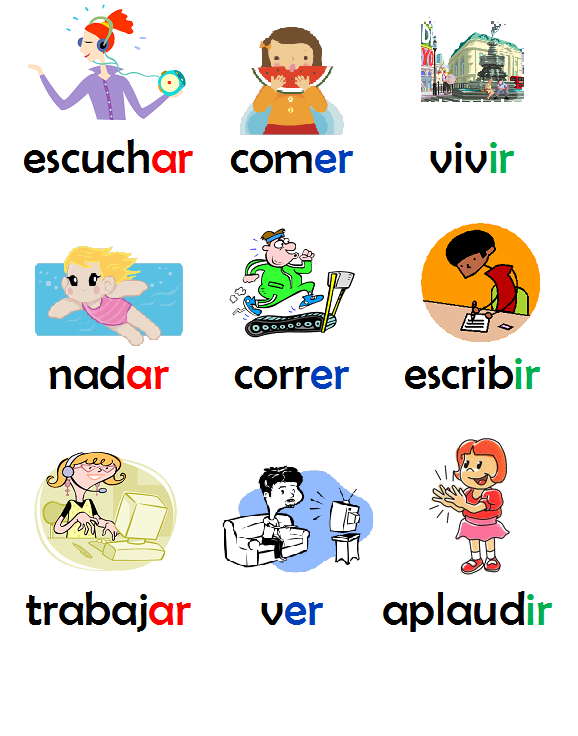 escuchar comer vivir
nadar correr escribir
trabajar ver aplaudir